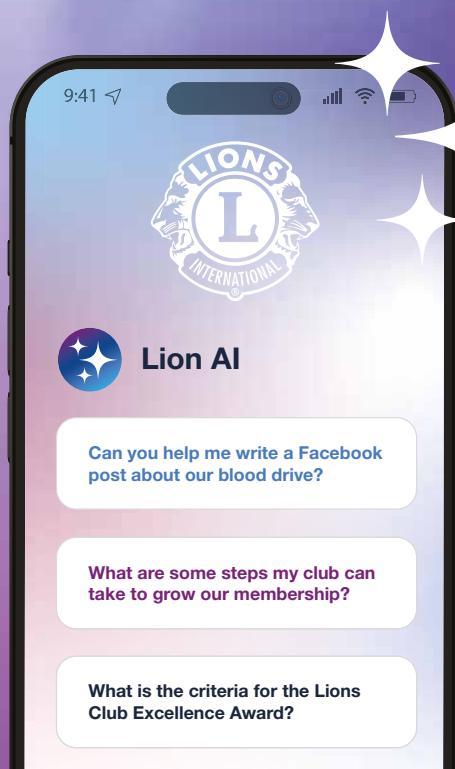 9:41
LIONS
L
INTERNATIONAL
®
Lion AI
Can you help me write a Facebook
post about our blood drive?
What are some steps my club can
take to grow our membership?
What is the criteria for the Lions
Club Excellence Award?